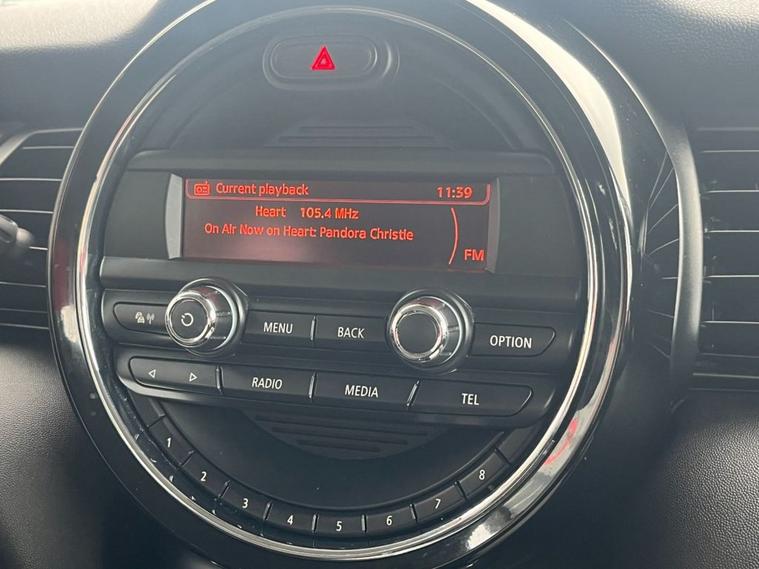 Current playback 11:39
Heart 105.4 MHz
On Air Now on Heart: Pandora Christie
FM
MENU BACK OPTION
RADIO MEDIA TEL
1 2 3 4 5 6 7 8